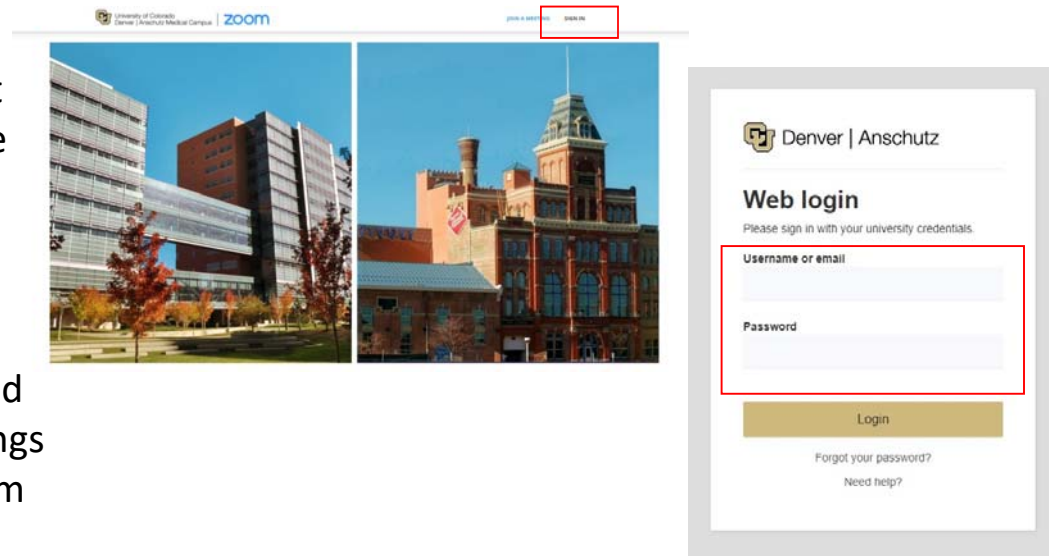 University of Colorado
Denver | Anschutz Medical Campus
zoom
JOIN A MEETING
SIGN IN
Denver | Anschutz
Web login
Please sign in with your university credentials.
Username or email
Password
Login
Forgot your password?
Need help?
d
ngs
m